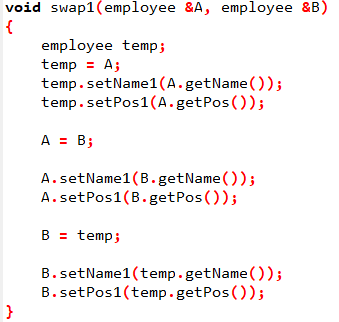 void swap1(employee &A, employee &B)
{
employee temp;
temp = A;
temp.setName1(A.getName());
temp.setPos1(A.getPos());
A = B;
A.setName1(B.getName());
A.setPos1(B.getPos());
B = temp;
B.setName1(temp.getName());
B.setPos1(temp.getPos());
}